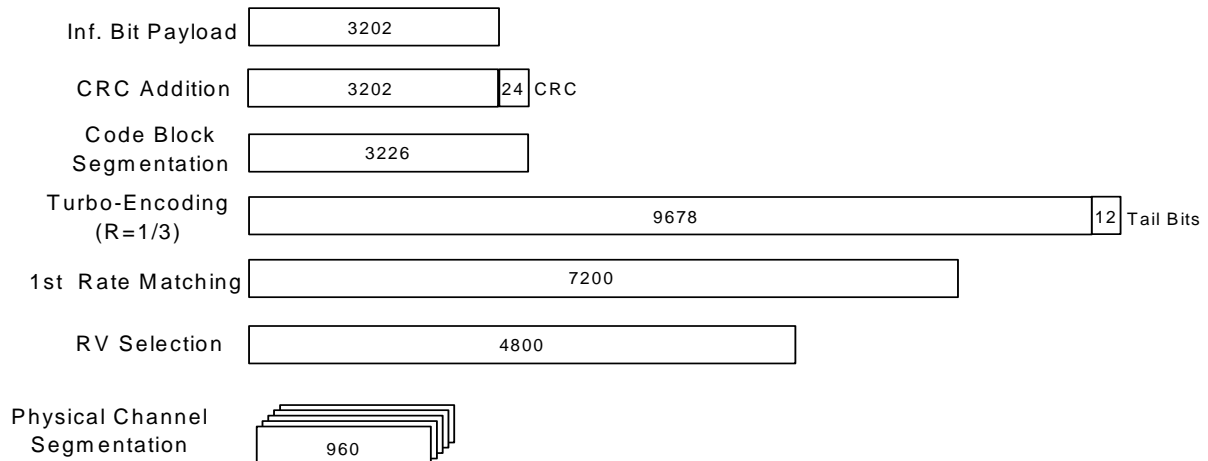 Inf. Bit Payload 3202
CRC Addition 3202 24 CRC
Code Block
Segmentation 3226
Turbo-Encoding
(R=1/3) 9678 12 Tail Bits
1st Rate Matching 7200
RV Selection 4800
Physical Channel
Segmentation 960